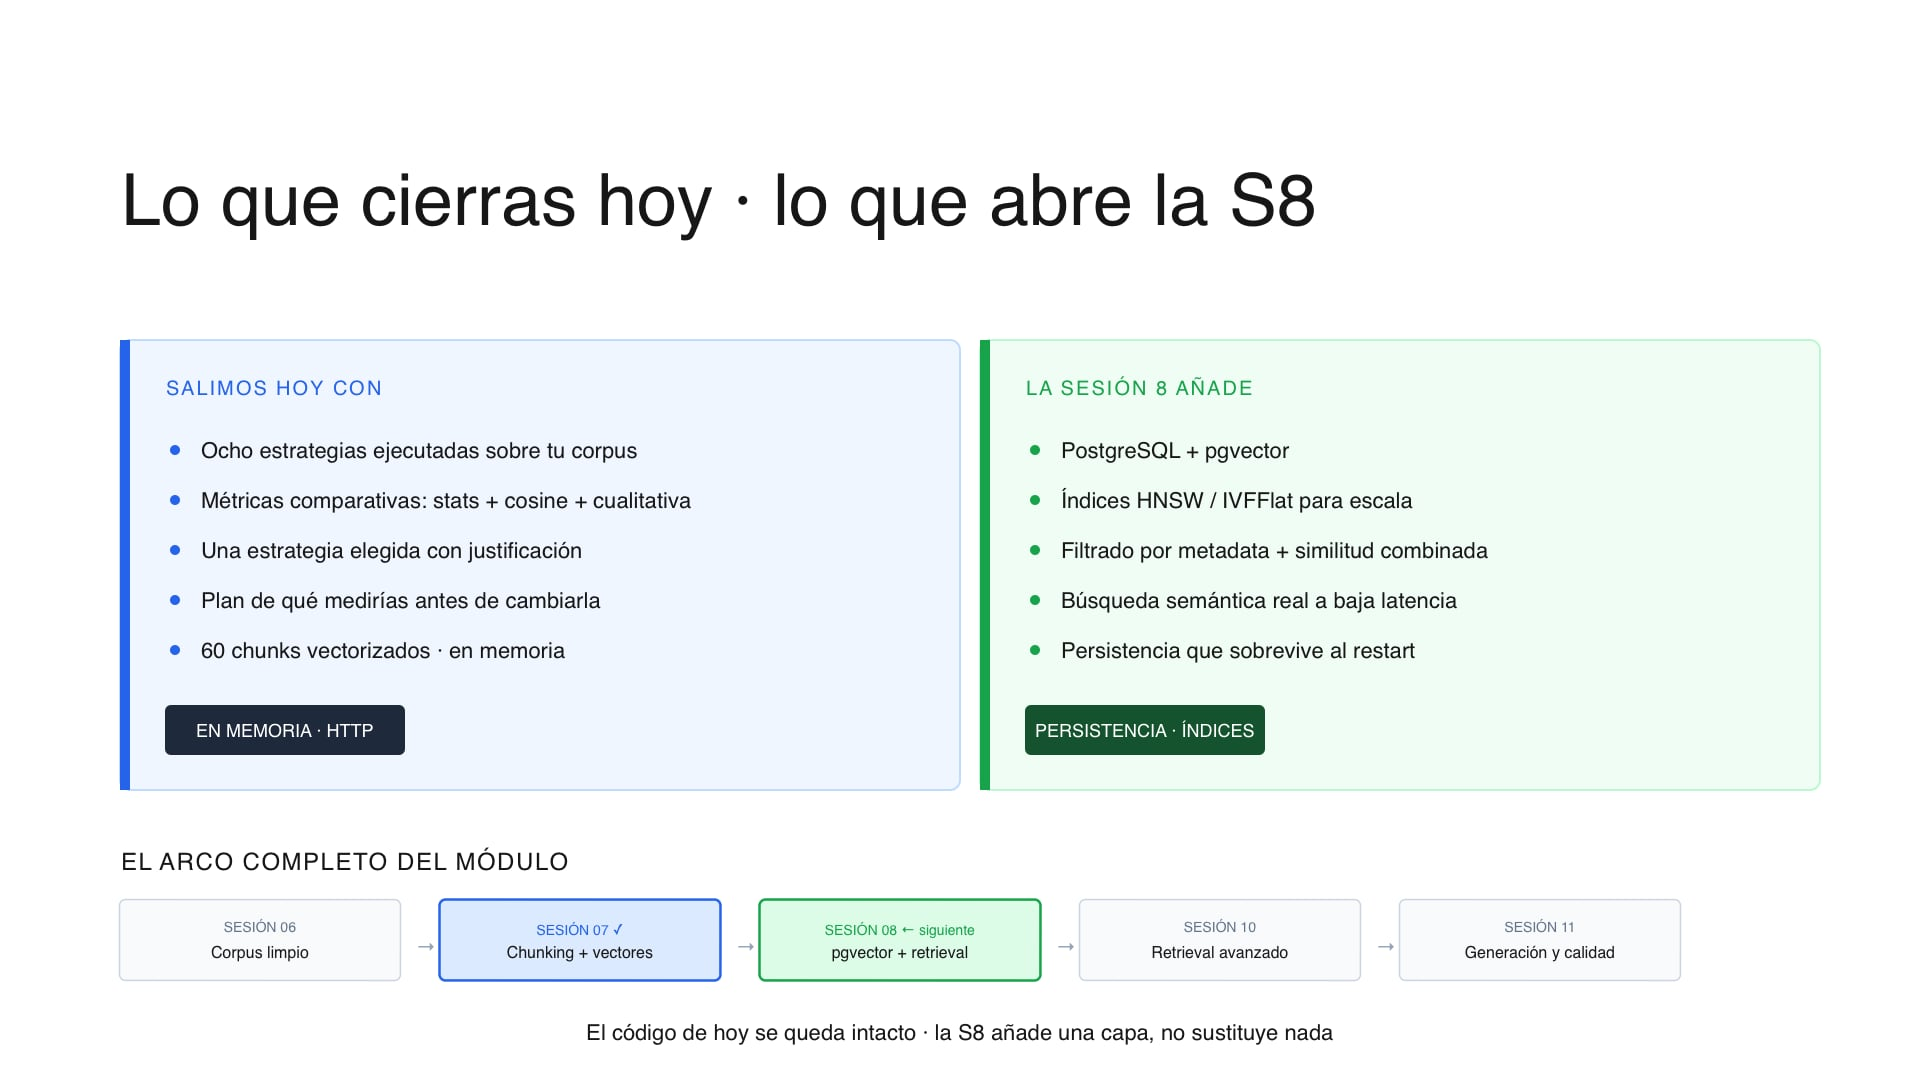 Lo que cierras hoy · lo que abre la S8
SALIMOS HOY CON
Ocho estrategias ejecutadas sobre tu corpus
Métricas comparativas: stats + cosine + cualitativa
Una estrategia elegida con justificación
Plan de qué medirías antes de cambiarla
60 chunks vectorizados · en memoria
EN MEMORIA · HTTP
LA SESIÓN 8 AÑADE
PostgreSQL + pgvector
Índices HNSW / IVFFlat para escala
Filtrado por metadata + similitud combinada
Búsqueda semántica real a baja latencia
Persistencia que sobrevive al restart
PERSISTENCIA · ÍNDICES
EL ARCO COMPLETO DEL MÓDULO
SESIÓN 06
Corpus limpio
→
SESIÓN 07 ✓
Chunking + vectores
→
SESIÓN 08 ← siguiente
pgvector + retrieval
→
SESIÓN 10
Retrieval avanzado
→
SESIÓN 11
Generación y calidad
El código de hoy se queda intacto · la S8 añade una capa, no sustituye nada